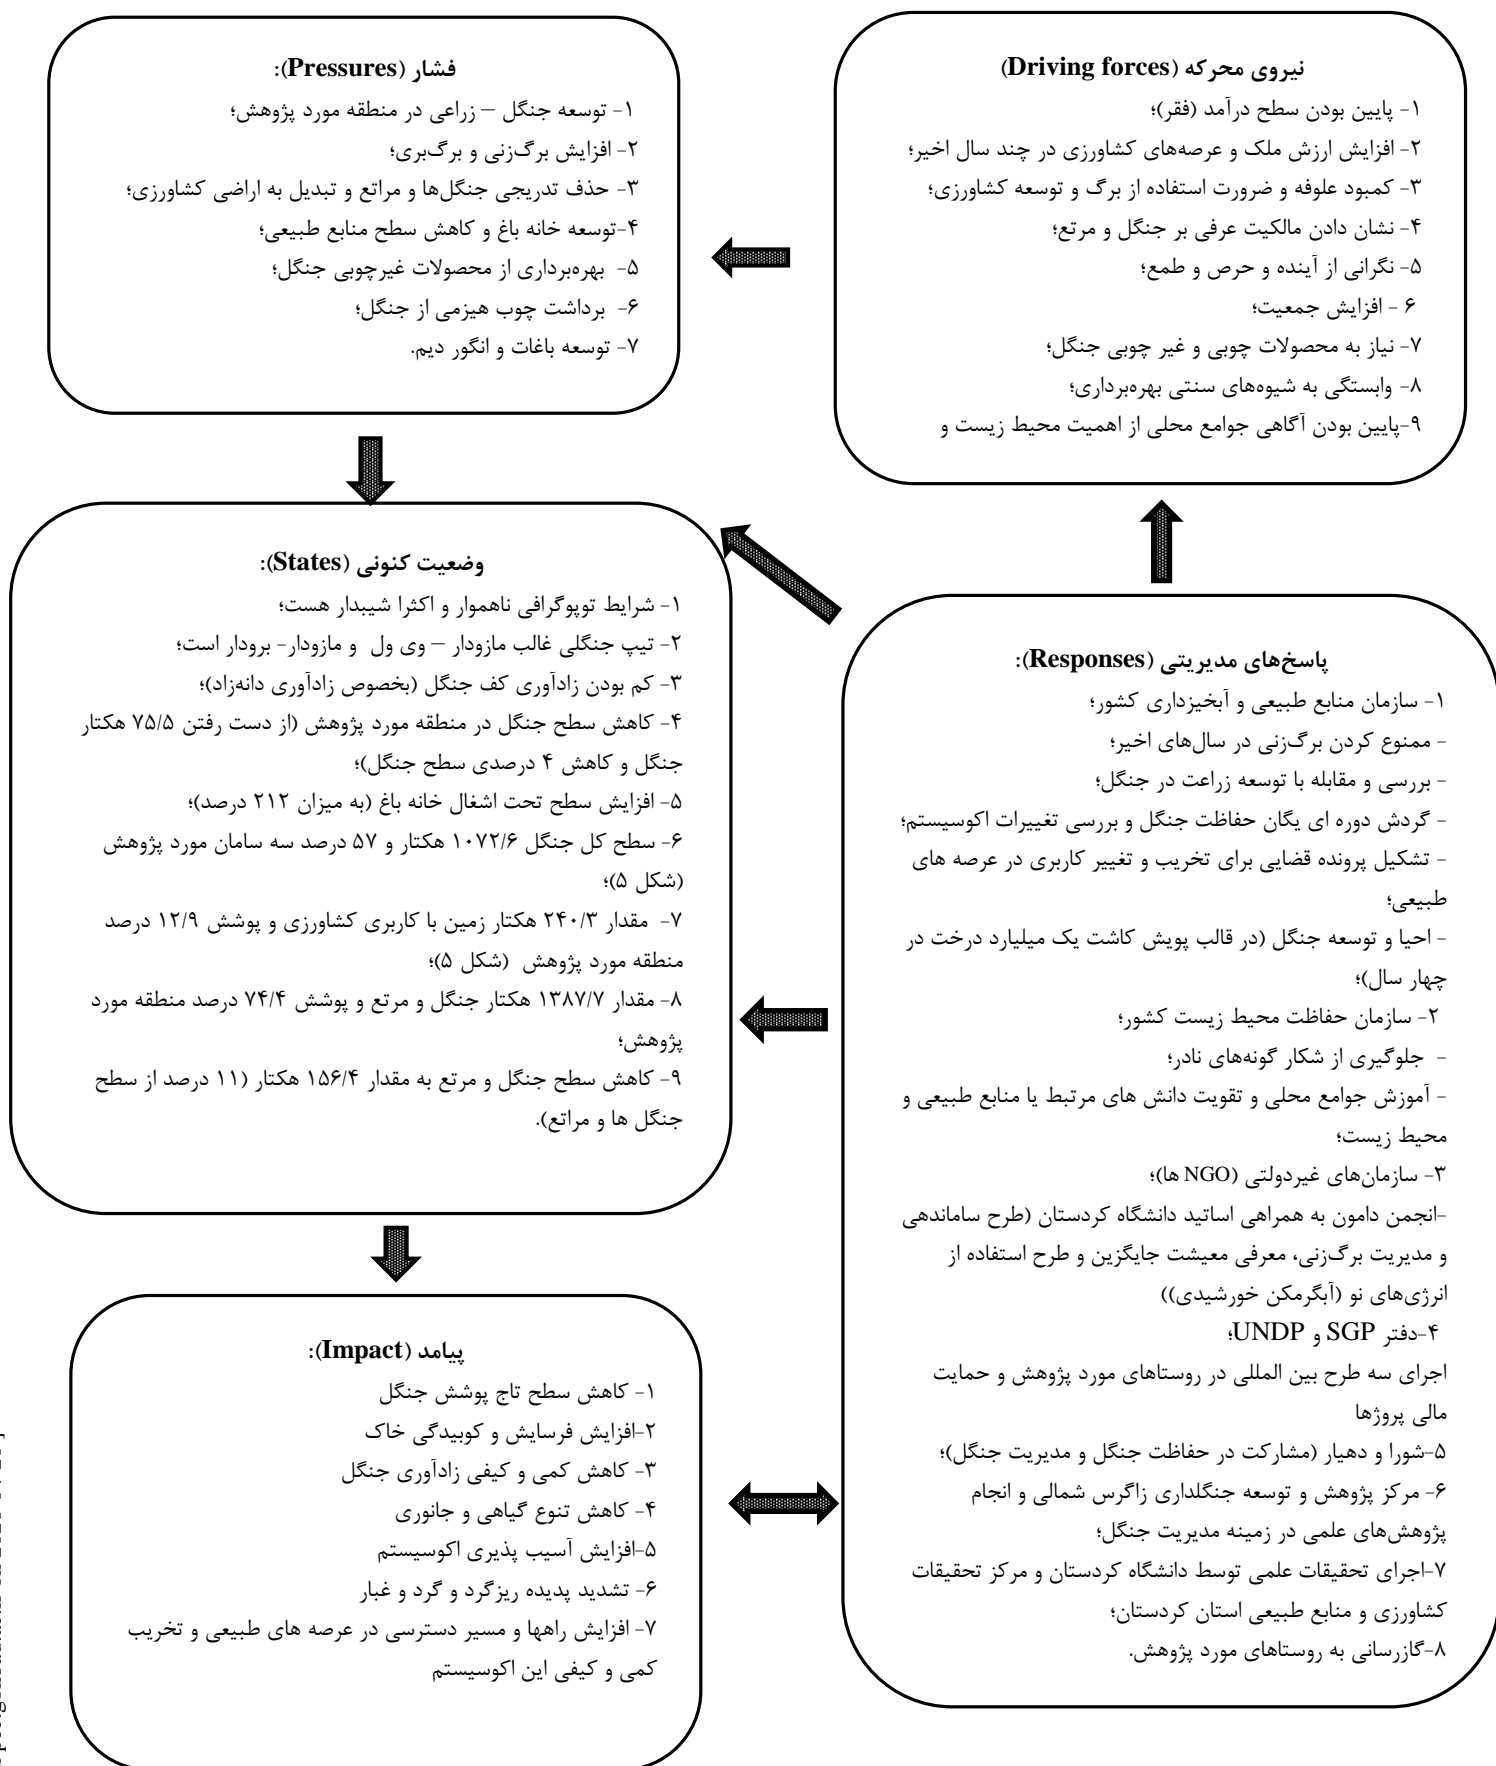 نیروی محرکه (Driving forces)
۱- پایین بودن سطح درآمد (فقر)؛
۲- افزایش ارزش ملک و عرصه‌های کشاورزی در چند سال اخیر؛
۳- کمبود علوفه و ضرورت استفاده از برگ و توسعه کشاورزی؛
۴- نشان دادن مالکیت عرفی بر جنگل و مرتع؛
۵- نگرانی از آینده و حرص و طمع؛
۶ - افزایش جمعیت؛
۷- نیاز به محصولات چوبی و غیر چوبی جنگل؛
۸- وابستگی به شیوه‌های سنتی بهره‌برداری؛
۹-پایین بودن آگاهی جوامع محلی از اهمیت محیط زیست و
فشار (Pressures):
۱- توسعه جنگل – زراعی در منطقه مورد پژوهش؛
۲- افزایش برگ‌زنی و برگ‌بری؛
۳- حذف تدریجی جنگل‌ها و مراتع و تبدیل به اراضی کشاورزی؛
۴-توسعه خانه باغ و کاهش سطح منابع طبیعی؛
۵- بهره‌برداری از محصولات غیرچوبی جنگل؛
۶- برداشت چوب هیزمی از جنگل؛
۷- توسعه باغات و انگور دیم.
وضعیت کنونی (States):
۱- شرایط توپوگرافی ناهموار و اکثرا شیبدار هست؛
۲- تیپ جنگلی غالب مازودار – وی ول و مازودار- برودار است؛
۳- کم بودن زادآوری کف جنگل (بخصوص زادآوری دانه‌زاد)؛
۴- کاهش سطح جنگل در منطقه مورد پژوهش (از دست رفتن ۷۵/۵ هکتار
جنگل و کاهش ۴ درصدی سطح جنگل)؛
۵- افزایش سطح تحت اشغال خانه باغ (به میزان ۲۱۲ درصد)؛
۶- سطح کل جنگل ۱۰۷۲/۶ هکتار و ۵۷ درصد سه سامان مورد پژوهش
(شکل ۵)؛
۷- مقدار ۲۴۰/۳ هکتار زمین با کاربری کشاورزی و پوشش ۱۲/۹ درصد
منطقه مورد پژوهش (شکل ۵)؛
۸- مقدار ۱۳۸۷/۷ هکتار جنگل و مرتع و پوشش ۷۴/۴ درصد منطقه مورد
پژوهش؛
۹- کاهش سطح جنگل و مرتع به مقدار ۱۵۶/۴ هکتار (۱۱ درصد از سطح
جنگل ها و مراتع).
پاسخ‌های مدیریتی (Responses):
۱- سازمان منابع طبیعی و آبخیزداری کشور؛
- ممنوع کردن برگ‌زنی در سال‌های اخیر؛
- بررسی و مقابله با توسعه زراعت در جنگل؛
- گردش دوره ای یگان حفاظت جنگل و بررسی تغییرات اکوسیستم؛
- تشکیل پرونده قضایی برای تخریب و تغییر کاربری در عرصه های
طبیعی؛
- احیا و توسعه جنگل (در قالب پویش کاشت یک میلیارد درخت در
چهار سال)؛
۲- سازمان حفاظت محیط زیست کشور؛
- جلوگیری از شکار گونه‌های نادر؛
- آموزش جوامع محلی و تقویت دانش های مرتبط یا منابع طبیعی و
محیط زیست؛
۳- سازمان‌های غیردولتی (NGO ها)؛
-انجمن دامون به همراهی اساتید دانشگاه کردستان (طرح ساماندهی
و مدیریت برگ‌زنی، معرفی معیشت جایگزین و طرح استفاده از
انرژی‌های نو (آبگرمکن خورشیدی))
۴-دفتر SGP و UNDP؛
اجرای سه طرح بین المللی در روستاهای مورد پژوهش و حمایت
مالی پروژها
۵-شورا و دهیار (مشارکت در حفاظت جنگل و مدیریت جنگل)؛
۶- مرکز پژوهش و توسعه جنگلداری زاگرس شمالی و انجام
پژوهش‌های علمی در زمینه مدیریت جنگل؛
۷-اجرای تحقیقات علمی توسط دانشگاه کردستان و مرکز تحقیقات
کشاورزی و منابع طبیعی استان کردستان؛
۸-گازرسانی به روستاهای مورد پژوهش.
پیامد (Impact):
۱- کاهش سطح تاج پوشش جنگل
۲-افزایش فرسایش و کوبیدگی خاک
۳- کاهش کمی و کیفی زادآوری جنگل
۴- کاهش تنوع گیاهی و جانوری
۵-افزایش آسیب پذیری اکوسیستم
۶- تشدید پدیده ریزگرد و گرد و غبار
۷- افزایش راهها و مسیر دسترسی در عرصه های طبیعی و تخریب
کمی و کیفی این اکوسیستم